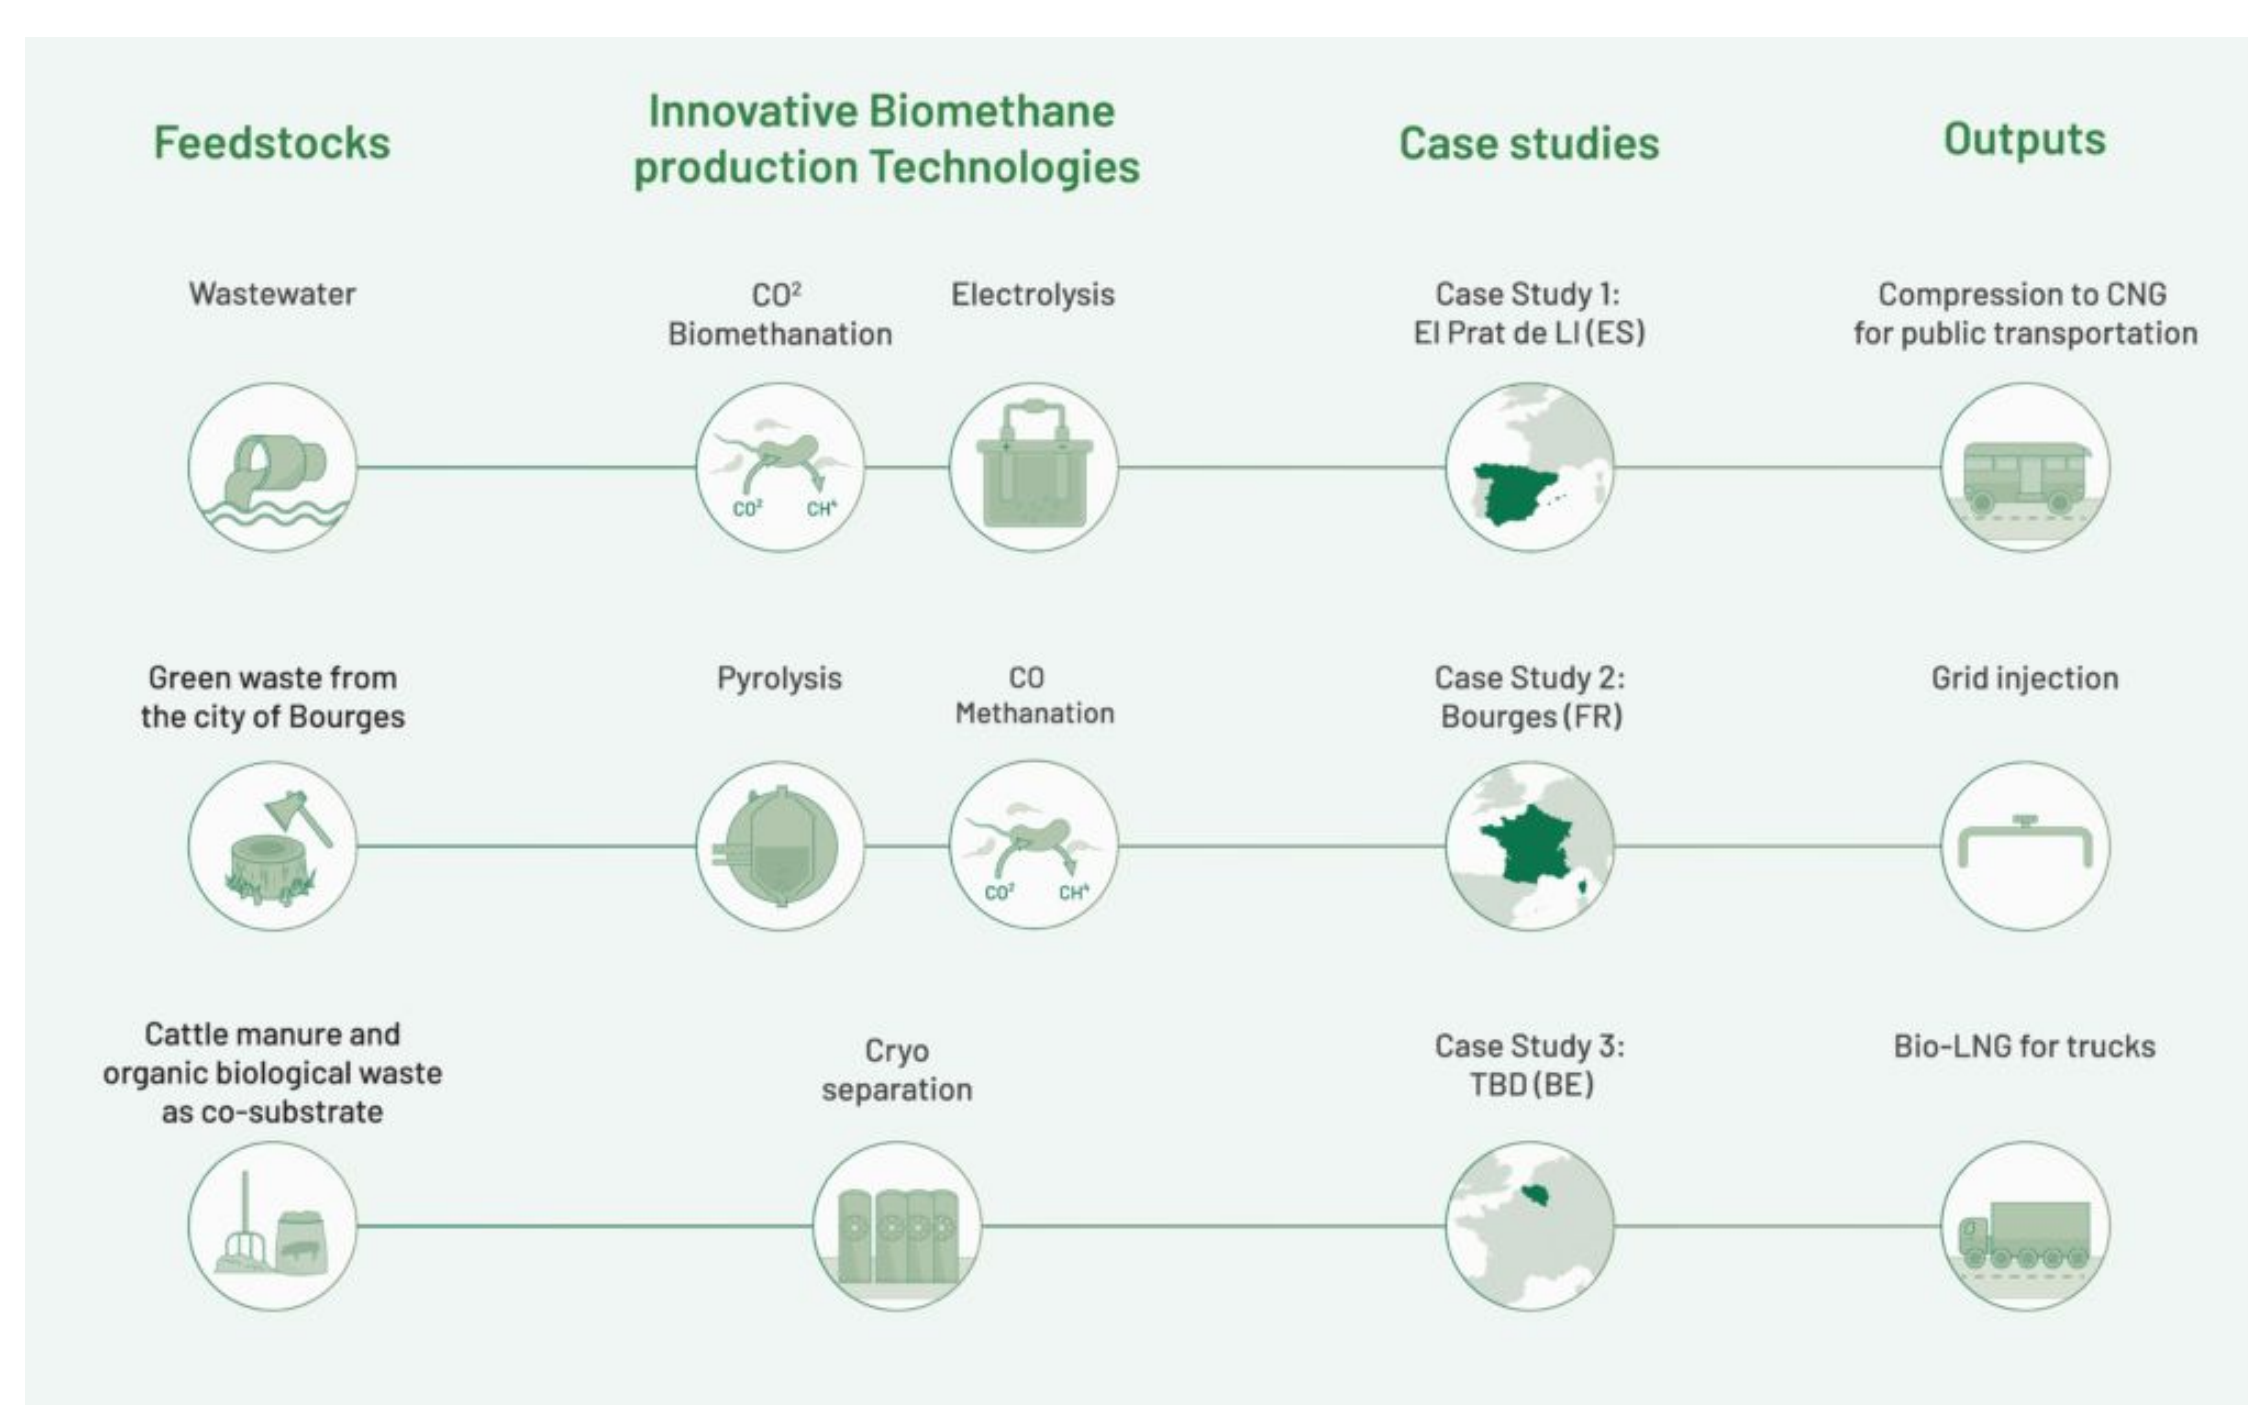 Feedstocks
Innovative Biomethane
production Technologies
Case studies
Outputs
Wastewater
CO²
Biomethanation
Electrolysis
Case Study 1:
El Prat de Ll (ES)
Compression to CNG
for public transportation
CO²
CH⁴
Green waste from
the city of Bourges
Pyrolysis
CO
Methanation
Case Study 2:
Bourges (FR)
Grid injection
CO²
CH⁴
Cattle manure and
organic biological waste
as co-substrate
Cryo
separation
Case Study 3:
TBD (BE)
Bio-LNG for trucks